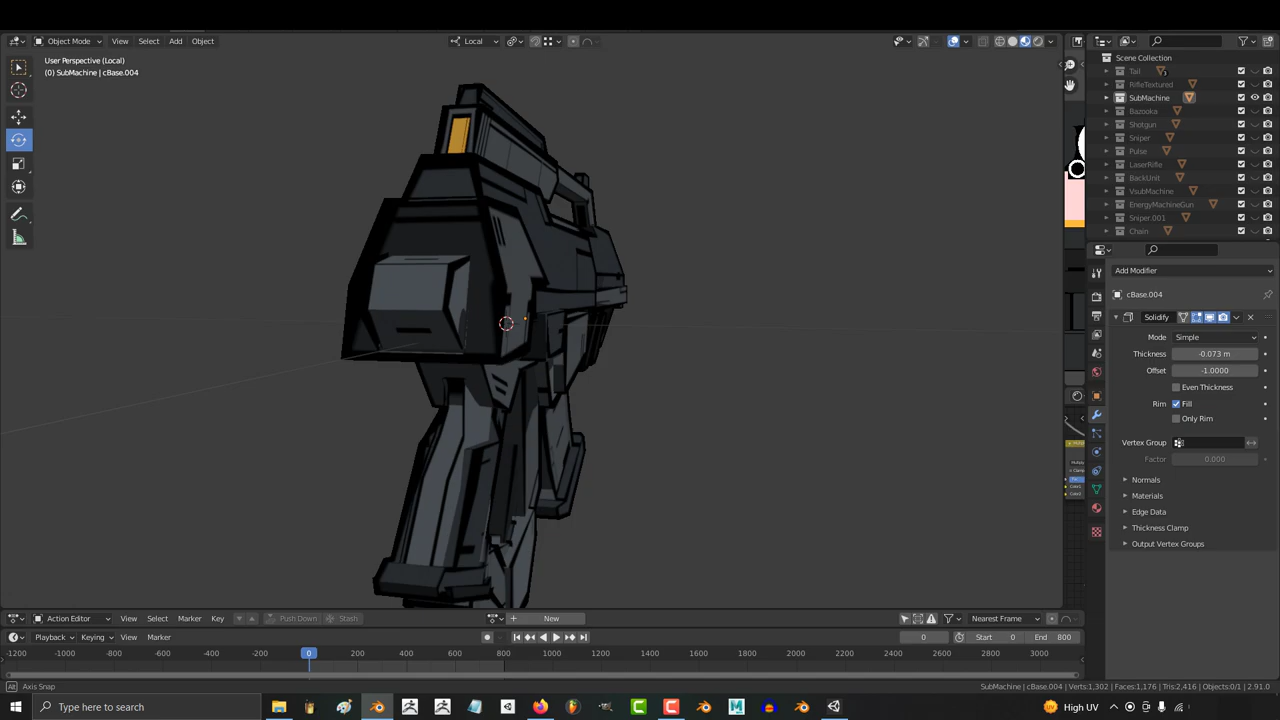 Object Mode View Select Add Object Local
User Perspective (Local)
(0) SubMachine | cBase.004
Scene Collection
Tail
RifleTextured
SubMachine
Bazooka
Shotgun
Sniper
Pulse
LaserRifle
BackUnit
VsubMachine
EnergyMachineGun
Sniper.001
Chain
Add Modifier
cBase.004
Solidify
Mode Simple
Thickness -0.073 m
Offset -1.0000
Even Thickness
Rim Fill
Only Rim
Vertex Group
Factor 0.000
Normals
Materials
Edge Data
Thickness Clamp
Output Vertex Groups
Action Editor View Select Marker Key Push Down Stash New Nearest Frame
Playback Keying View Marker 0 Start 0 End 800
-1200 -1000 -800 -600 -400 -200 0 200 400 600 800 1000 1200 1400 1600 1800 2000 2200 2400 2600 2800 3000
Axis Snap SubMachine | cBase.004 | Verts:1,302 | Faces:1,176 | Tris:2,416 | Objects:0/1 | 2.91.0
Type here to search High UV